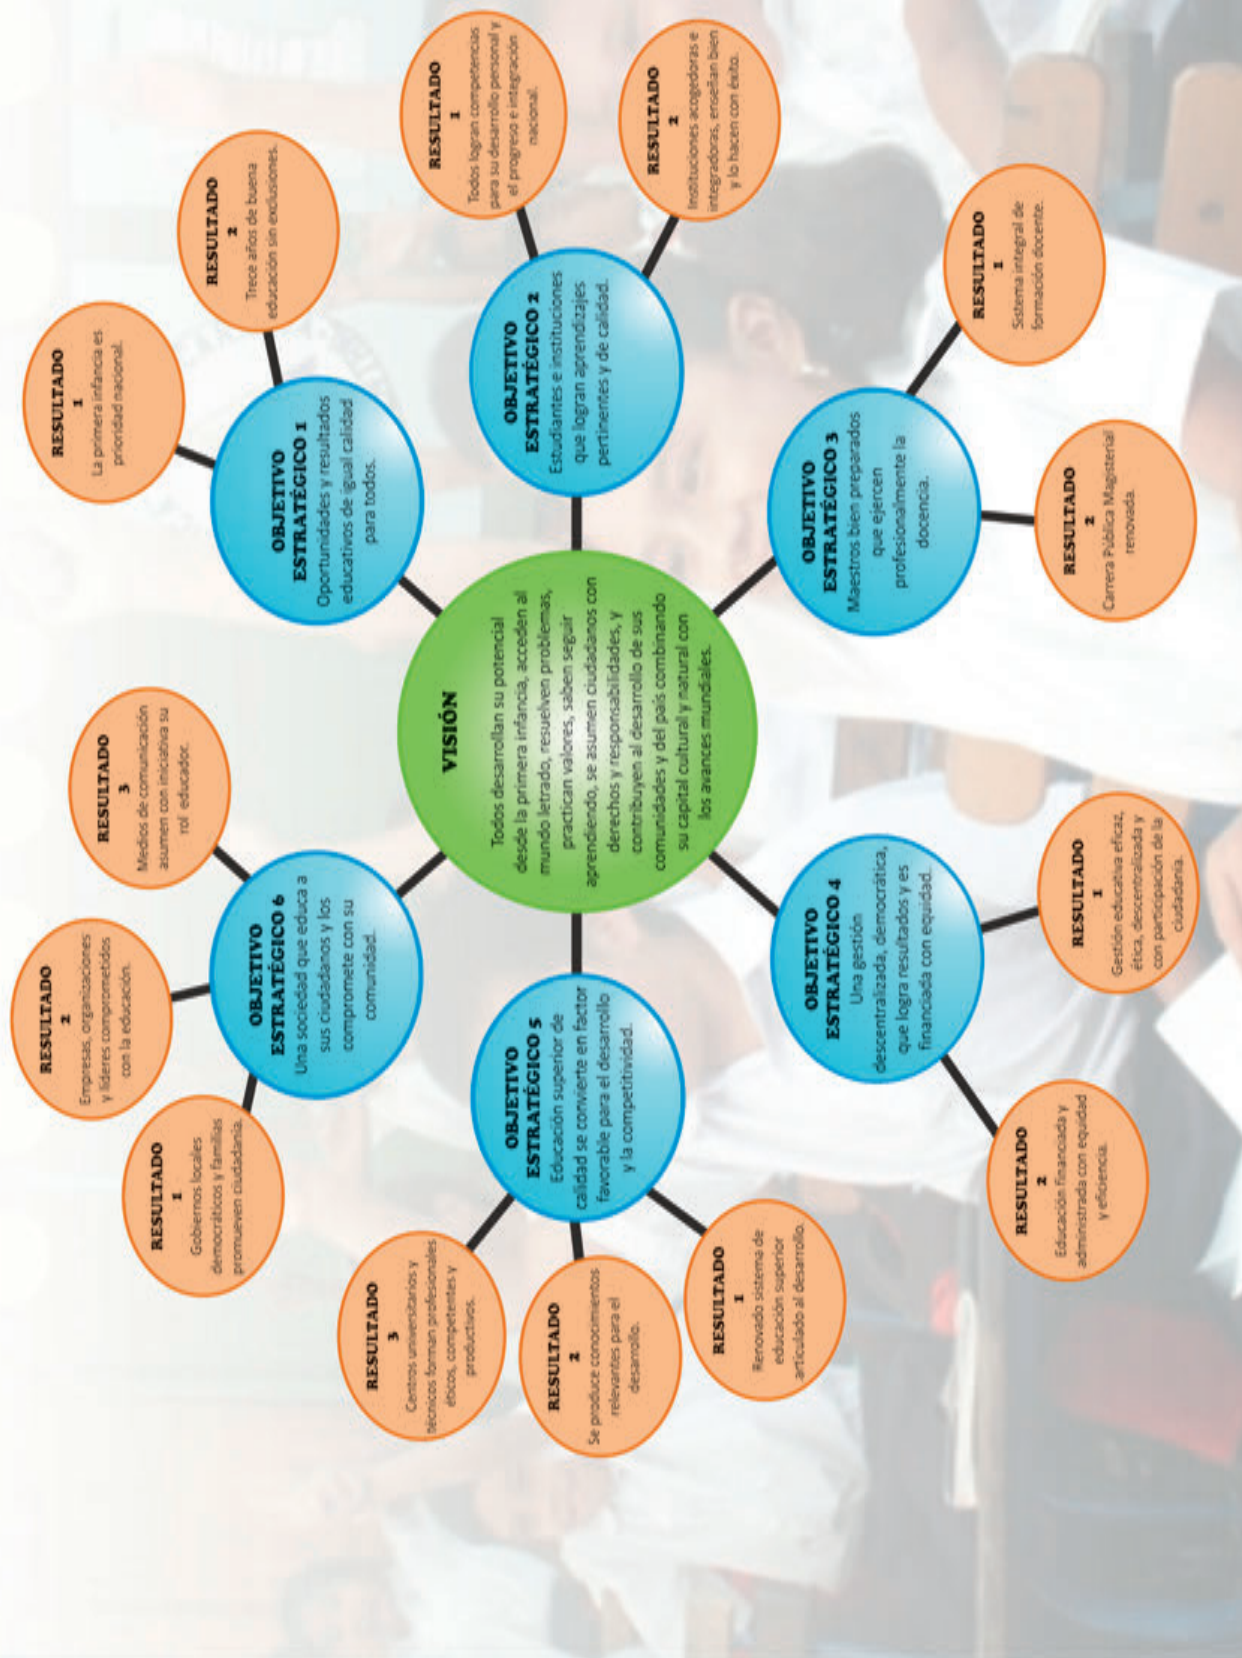 VISIÓN
Todos desarrollan su potencial
desde la primera infancia, acceden al
mundo letrado, resuelven problemas,
practican valores, saben seguir
aprendiendo, se asumen ciudadanos con
derechos y responsabilidades, y
contribuyen al desarrollo de sus
comunidades y del país combinando
su capital cultural y natural con
los avances mundiales.
OBJETIVO
ESTRATÉGICO 1
Oportunidades y resultados
educativos de igual calidad
para todos.
RESULTADO
1
La primera infancia es
prioridad nacional.
RESULTADO
2
Trece años de buena
educación sin exclusiones.
OBJETIVO
ESTRATÉGICO 2
Estudiantes e instituciones
que logran aprendizajes
pertinentes y de calidad.
RESULTADO
1
Todos logran competencias
para su desarrollo personal y
el progreso e integración
nacional.
RESULTADO
2
Instituciones acogedoras e
integradoras, enseñan bien
y lo hacen con éxito.
OBJETIVO
ESTRATÉGICO 3
Maestros bien preparados
que ejercen
profesionalmente la
docencia.
RESULTADO
1
Sistema integral de
formación docente.
RESULTADO
2
Carrera Pública Magisterial
renovada.
OBJETIVO
ESTRATÉGICO 4
Una gestión
descentralizada, democrática,
que logra resultados y es
financiada con equidad.
RESULTADO
1
Gestión educativa eficaz,
ética, descentralizada y
con participación de la
ciudadanía.
RESULTADO
2
Educación financiada y
administrada con equidad
y eficiencia.
OBJETIVO
ESTRATÉGICO 5
Educación superior de
calidad se convierte en factor
favorable para el desarrollo
y la competitividad.
RESULTADO
1
Renovado sistema de
educación superior
articulado al desarrollo.
RESULTADO
2
Se produce conocimientos
relevantes para el
desarrollo.
RESULTADO
3
Centros universitarios y
técnicos forman profesionales
éticos, competentes y
productivos.
OBJETIVO
ESTRATÉGICO 6
Una sociedad que educa a
sus ciudadanos y los
compromete con su
comunidad.
RESULTADO
1
Gobiernos locales
democráticos y familias
promueven ciudadanía.
RESULTADO
2
Empresas, organizaciones
y líderes comprometidos
con la educación.
RESULTADO
3
Medios de comunicación
asumen con iniciativa su
rol educador.